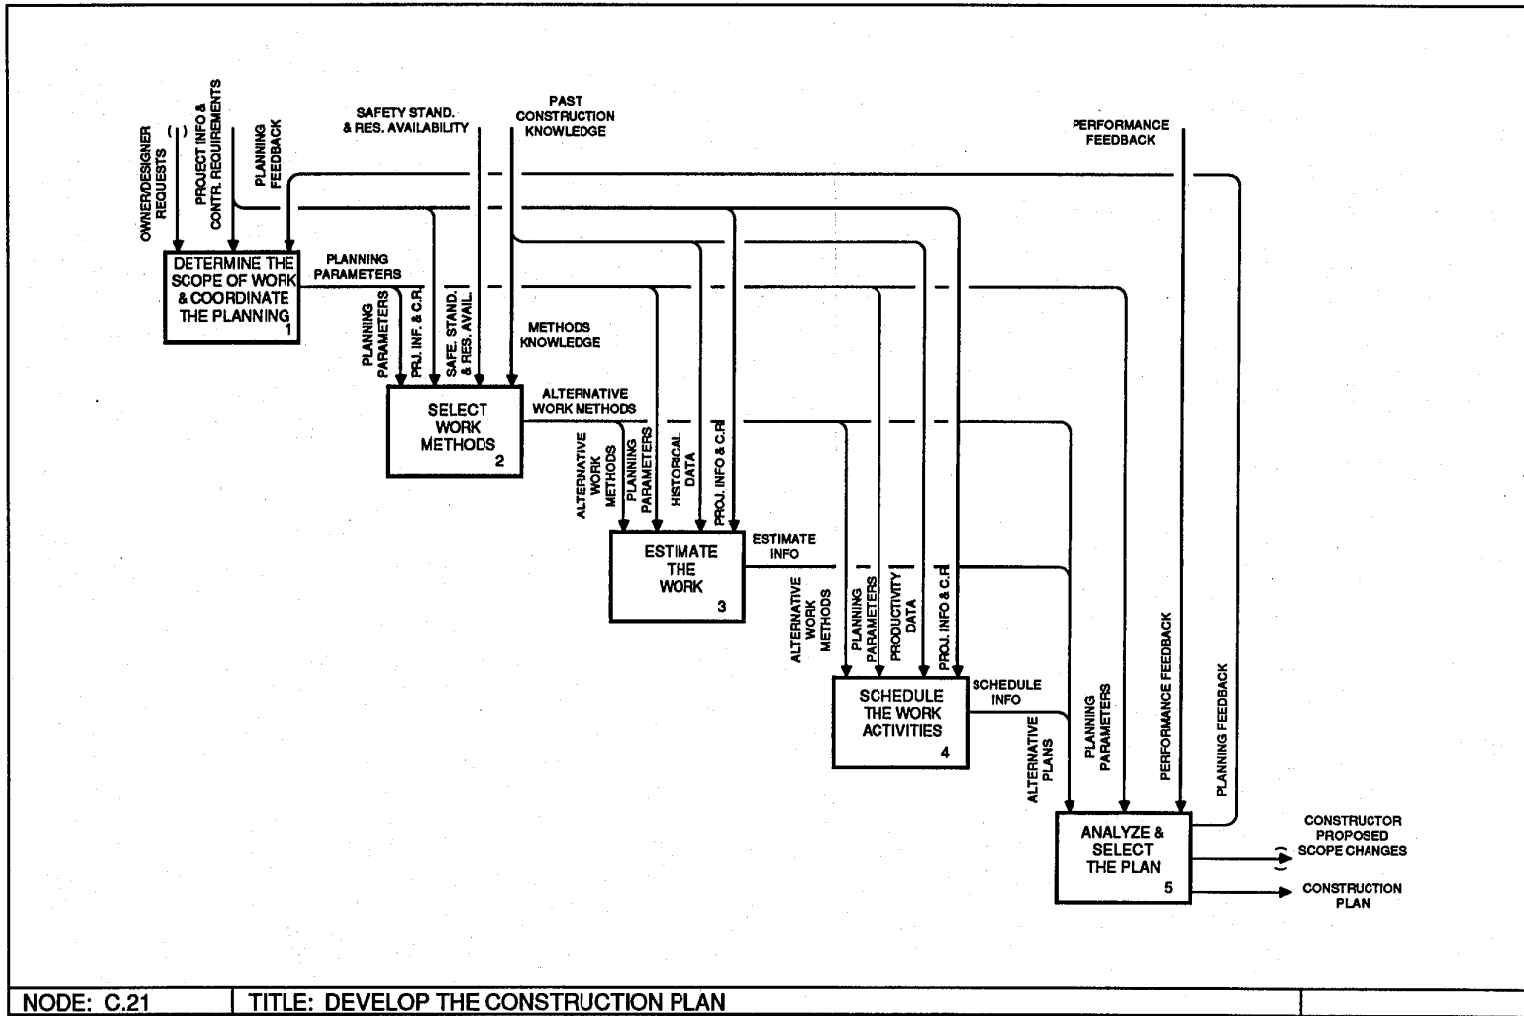 OWNER/DESIGNER
REQUESTS
PROJECT INFO &
CONTR. REQUIREMENTS
PLANNING
FEEDBACK
SAFETY STAND.
& RES. AVAILABILITY
PAST
CONSTRUCTION
KNOWLEDGE
PERFORMANCE
FEEDBACK
DETERMINE THE
SCOPE OF WORK
& COORDINATE
THE PLANNING
1
PLANNING
PARAMETERS
PLANNING
PARAMETERS
PRJ. INF. & C.R.
SAFE. STAND.
& RES. AVAIL.
METHODS
KNOWLEDGE
SELECT
WORK
METHODS
2
ALTERNATIVE
WORK NETHODS
ALTERNATIVE
WORK
METHODS
PLANNING
PARAMETERS
HISTORICAL
DATA
PROJ. INFO & C.R
ESTIMATE
THE
WORK
3
ESTIMATE
INFO
ALTERNATIVE
WORK
METHODS
PLANNING
PARAMETERS
PRODUCTIVITY
DATA
PROJ. INFO & C.R
SCHEDULE
THE WORK
ACTIVITIES
4
SCHEDULE
INFO
ALTERNATIVE
PLANS
PLANNING
PARAMETERS
PERFORMANCE FEEDBACK
PLANNING FEEDBACK
ANALYZE &
SELECT
THE PLAN
5
CONSTRUCTOR
PROPOSED
SCOPE CHANGES
CONSTRUCTION
PLAN
NODE: C.21
TITLE: DEVELOP THE CONSTRUCTION PLAN